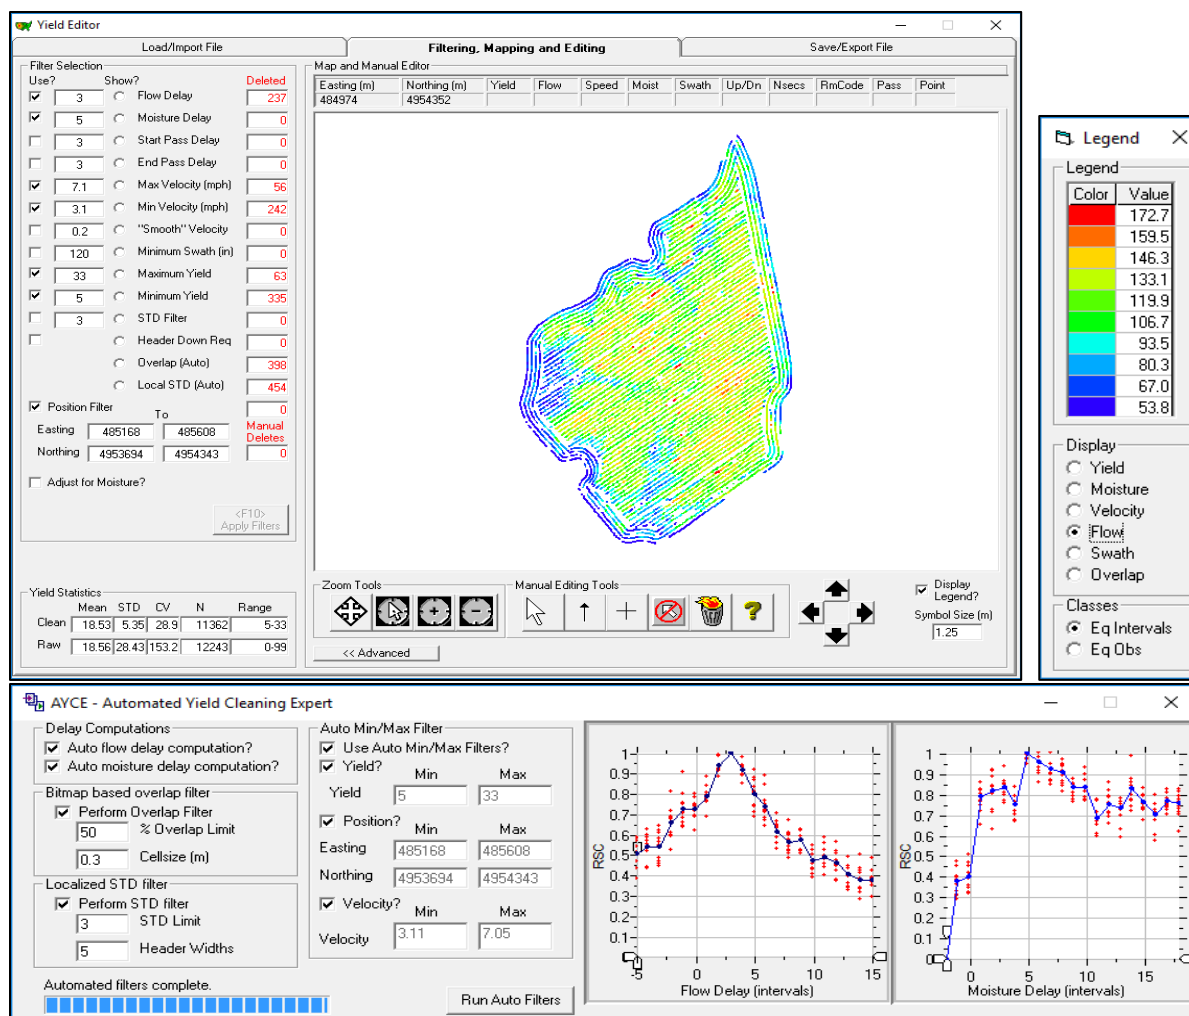 Yield Editor
Load/Import File
Filtering, Mapping and Editing
Save/Export File
Filter Selection
Use? Show? Deleted
3 Flow Delay 237
5 Moisture Delay 0
3 Start Pass Delay 0
3 End Pass Delay 0
7.1 Max Velocity (mph) 56
3.1 Min Velocity (mph) 242
0.2 "Smooth" Velocity 0
120 Minimum Swath (in) 0
33 Maximum Yield 63
5 Minimum Yield 335
3 STD Filter 0
Header Down Req 0
Overlap (Auto) 398
Local STD (Auto) 454
Position Filter 0
To
Easting 485168 485608 Manual
Deletes
Northing 4953694 4954343 0
Adjust for Moisture?
<F10>
Apply Filters
Yield Statistics
Mean STD CV N Range
Clean 18.53 5.35 28.9 11362 5-33
Raw 18.56 28.43 153.2 12243 0-99
Map and Manual Editor
Easting (m) Northing (m) Yield Flow Speed Moist Swath Up/Dn Nsecs RmCode Pass Point
484974 4954352
Zoom Tools
Manual Editing Tools
<< Advanced
Display
Legend?
Symbol Size (m)
1.25
Legend
Legend
Color Value
172.7
159.5
146.3
133.1
119.9
106.7
93.5
80.3
67.0
53.8
Display
Yield
Moisture
Velocity
Flow
Swath
Overlap
Classes
Eq Intervals
Eq Obs
AYCE - Automated Yield Cleaning Expert
Delay Computations
Auto flow delay computation?
Auto moisture delay computation?
Bitmap based overlap filter
Perform Overlap Filter
50 % Overlap Limit
0.3 Cellsize (m)
Localized STD filter
Perform STD filter
3 STD Limit
5 Header Widths
Automated filters complete.
Auto Min/Max Filter
Use Auto Min/Max Filters?
Yield?
Min Max
Yield 5 33
Position?
Min Max
Easting 485168 485608
Northing 4953694 4954343
Velocity?
Min Max
Velocity 3.11 7.05
Run Auto Filters
1
0.9
0.8
0.7
0.6
0.5
0.4
0.3
0.2
0.1
0
RSC
-5 0 5 10 15
Flow Delay (intervals)
1
0.9
0.8
0.7
0.6
0.5
0.4
0.3
0.2
0.1
0
RSC
0 5 10 15
Moisture Delay (intervals)